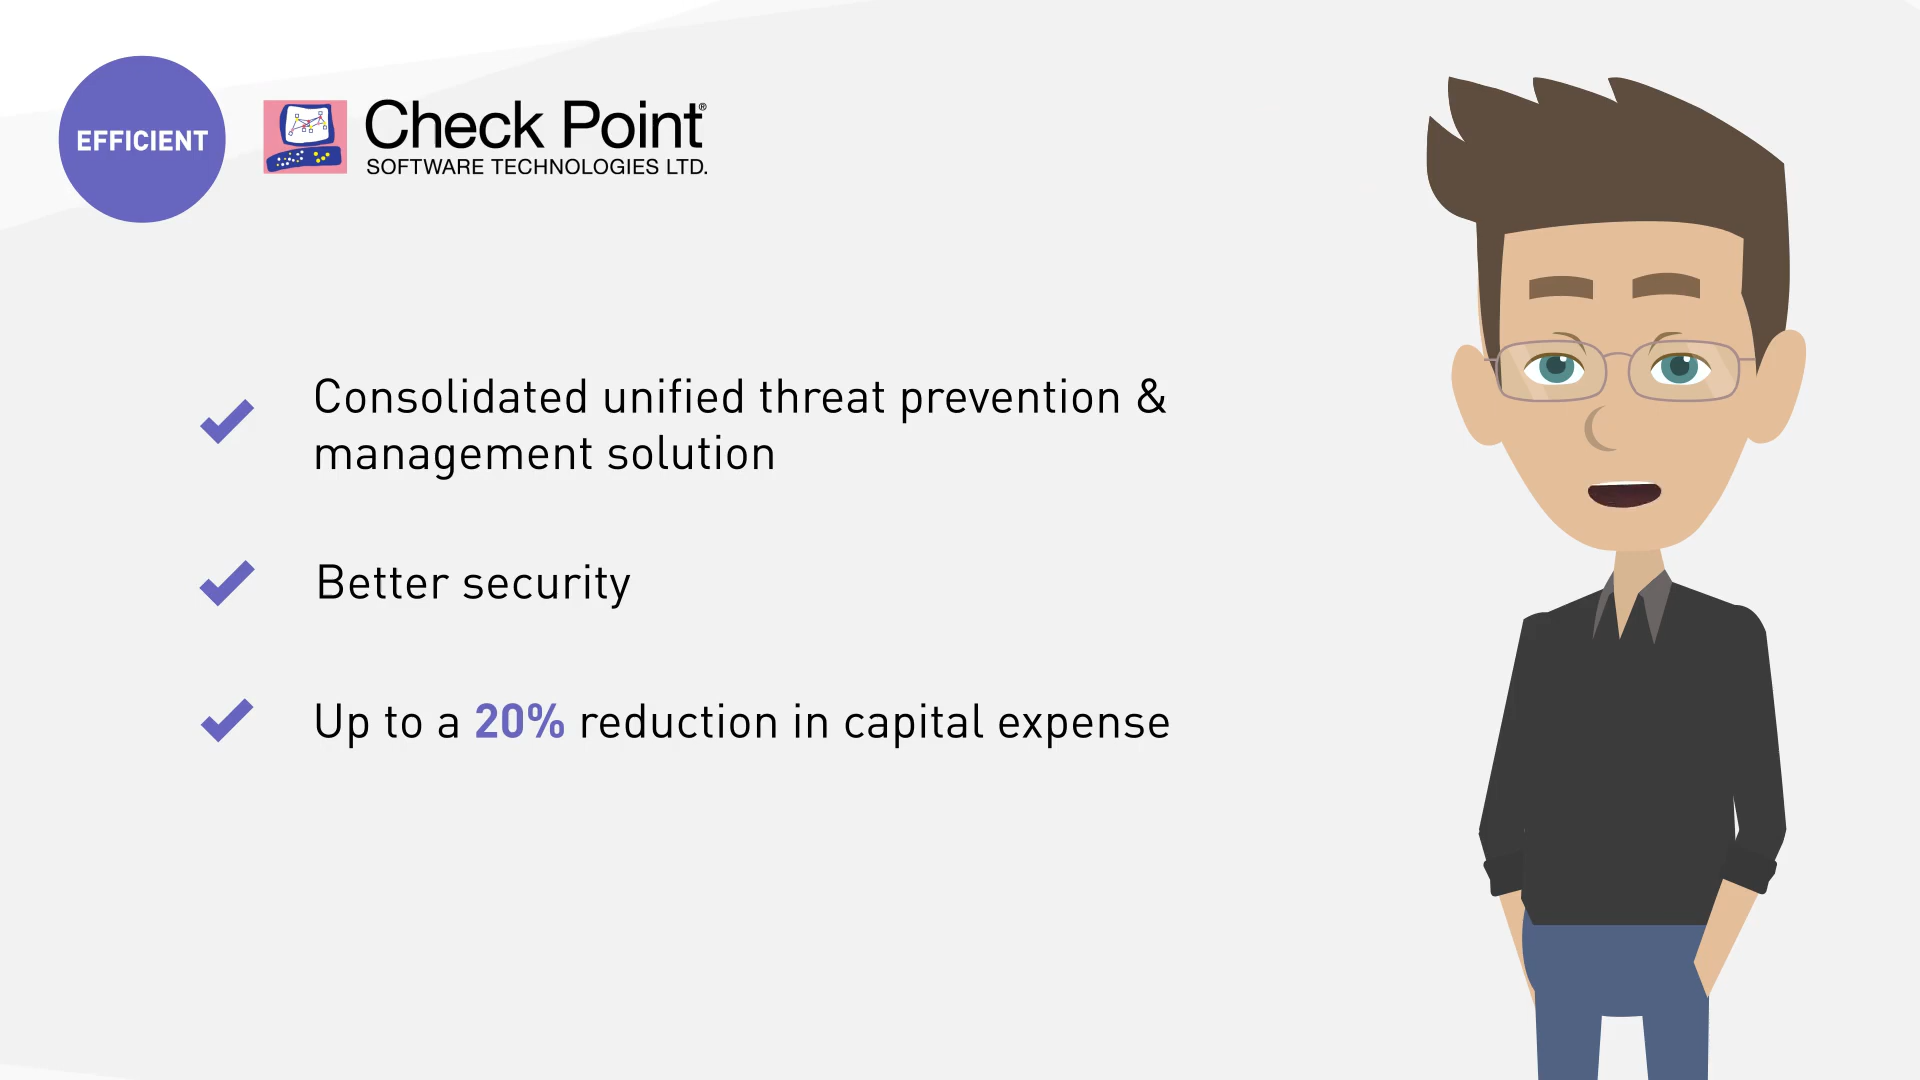 EFFICIENT
Check Point®
SOFTWARE TECHNOLOGIES LTD.
Consolidated unified threat prevention &
management solution
Better security
Up to a 20% reduction in capital expense